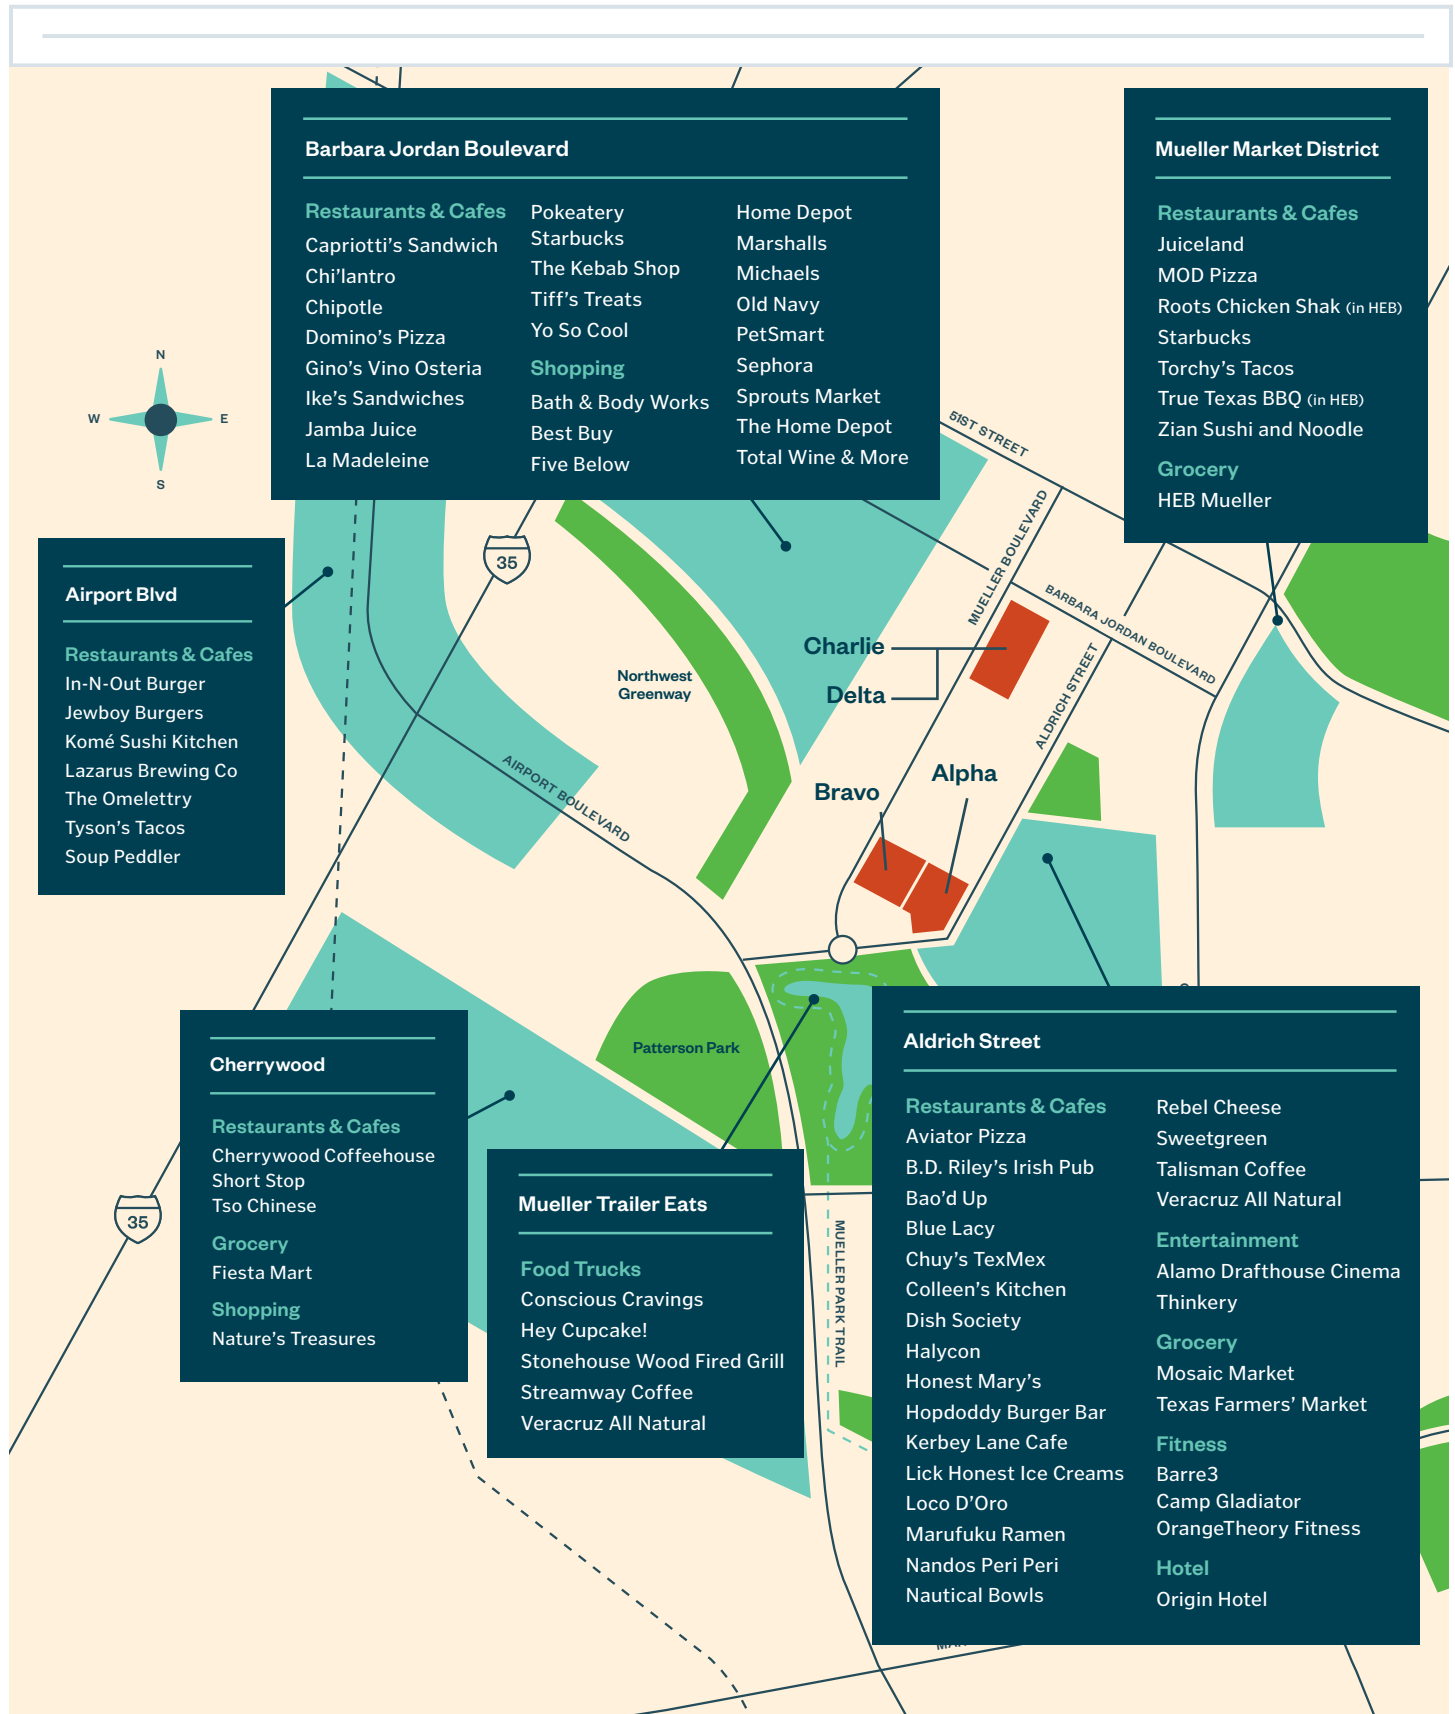 Barbara Jordan Boulevard
Restaurants & Cafes
Capriotti's Sandwich
Chi'lantro
Chipotle
Domino's Pizza
Gino's Vino Osteria
Ike's Sandwiches
Jamba Juice
La Madeleine
Pokeatery
Starbucks
The Kebab Shop
Tiff's Treats
Yo So Cool
Shopping
Bath & Body Works
Best Buy
Five Below
Home Depot
Marshalls
Michaels
Old Navy
PetSmart
Sephora
Sprouts Market
The Home Depot
Total Wine & More
Mueller Market District
Restaurants & Cafes
Juiceland
MOD Pizza
Roots Chicken Shak (in HEB)
Starbucks
Torchy's Tacos
True Texas BBQ (in HEB)
Zian Sushi and Noodle
Grocery
HEB Mueller
N
W
E
S
51ST STREET
MUELLER BOULEVARD
BARBARA JORDAN BOULEVARD
ALDRICH STREET
35
Airport Blvd
Restaurants & Cafes
In-N-Out Burger
Jewboy Burgers
Komé Sushi Kitchen
Lazarus Brewing Co
The Omelettry
Tyson's Tacos
Soup Peddler
Northwest
Greenway
Charlie
Delta
Bravo
Alpha
AIRPORT BOULEVARD
Patterson Park
Cherrywood
Restaurants & Cafes
Cherrywood Coffeehouse
Short Stop
Tso Chinese
Grocery
Fiesta Mart
Shopping
Nature's Treasures
35
Mueller Trailer Eats
Food Trucks
Conscious Cravings
Hey Cupcake!
Stonehouse Wood Fired Grill
Streamway Coffee
Veracruz All Natural
MUELLER PARK TRAIL
Aldrich Street
Restaurants & Cafes
Aviator Pizza
B.D. Riley's Irish Pub
Bao'd Up
Blue Lacy
Chuy's TexMex
Colleen's Kitchen
Dish Society
Halycon
Honest Mary's
Hopdoddy Burger Bar
Kerbey Lane Cafe
Lick Honest Ice Creams
Loco D'Oro
Marufuku Ramen
Nandos Peri Peri
Nautical Bowls
Rebel Cheese
Sweetgreen
Talisman Coffee
Veracruz All Natural
Entertainment
Alamo Drafthouse Cinema
Thinkery
Grocery
Mosaic Market
Texas Farmers' Market
Fitness
Barre3
Camp Gladiator
OrangeTheory Fitness
Hotel
Origin Hotel